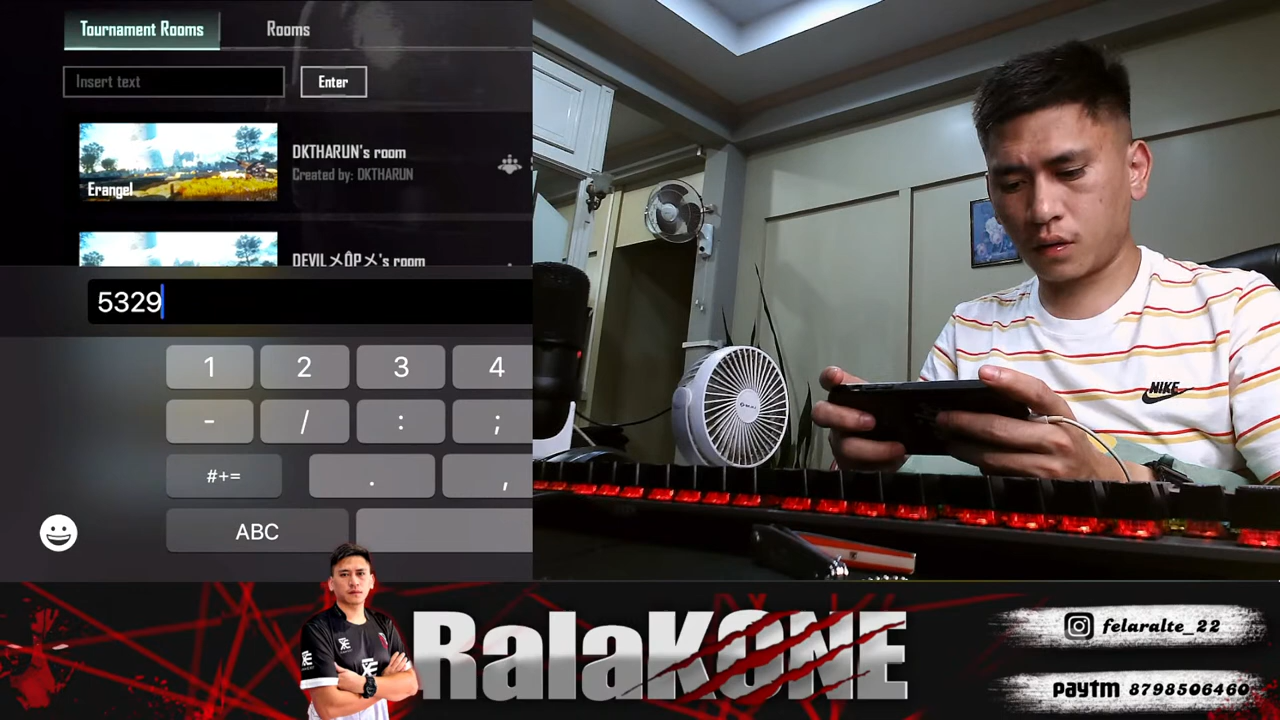 Tournament Rooms
Rooms
Insert text
Enter
DKTHARUN's room
Created by: DKTHARUN
Erangel
DEVILメÔPメ's room
5329
1 2 3 4
- / : ;
#+= . ,
ABC
NIKE
RalaKONE
felaralte_22
paytm 8798506460